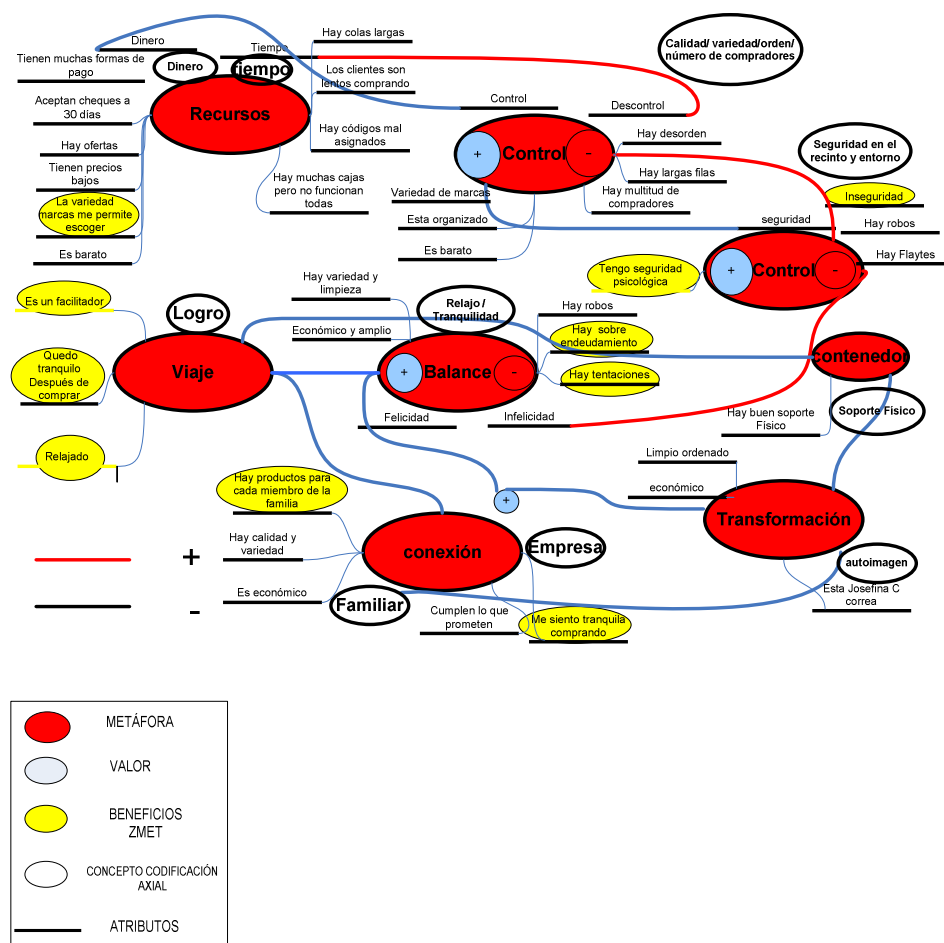 Dinero
Tiempo
Hay colas largas
Tienen muchas formas de
pago
Dinero
tiempo
Los clientes son
lentos comprando
Aceptan cheques a
30 días
Recursos
Hay códigos mal
asignados
Hay ofertas
Tienen precios
bajos
La variedad
marcas me permite
escoger
Es barato
Hay muchas cajas
pero no funcionan
todas
Calidad/ variedad/orden/
número de compradores
Control
Descontrol
+
Control
-
Hay desorden
Hay largas filas
Hay multitud de
compradores
Variedad de marcas
Esta organizado
Es barato
Seguridad en el
recinto y entorno
Inseguridad
seguridad
Hay robos
Hay Flaytes
Tengo seguridad
psicológica
+
Control
-
Es un facilitador
Logro
Quedo
tranquilo
Después de
comprar
Viaje
Relajado
Hay variedad y
limpieza
Económico y amplio
Relajo /
Tranquilidad
+
Balance
-
Hay robos
Hay sobre
endeudamiento
Hay tentaciones
Felicidad
Infelicidad
contenedor
Hay buen soporte
Físico
Soporte Físico
Limpio ordenado
económico
+
Transformación
autoimagen
Esta Josefina C
correa
Hay productos para
cada miembro de la
familia
Hay calidad y
variedad
Es económico
conexión
Empresa
Familiar
Cumplen lo que
prometen
Me siento tranquila
comprando
+
-
METÁFORA
VALOR
BENEFICIOS
ZMET
CONCEPTO CODIFICACIÓN
AXIAL
ATRIBUTOS